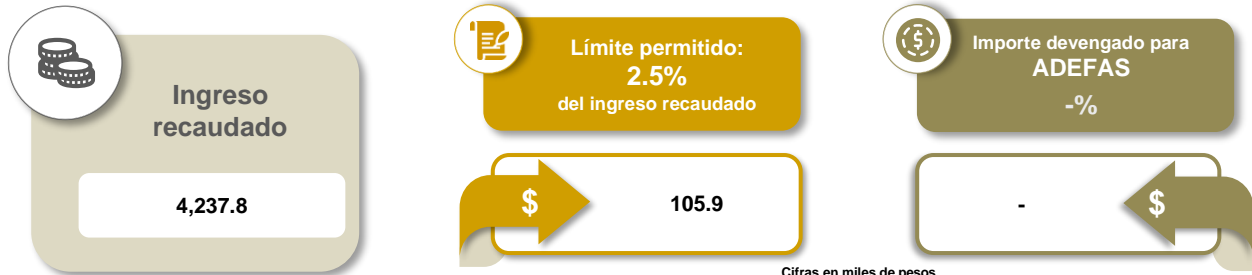 Ingreso
recaudado
4,237.8
Límite permitido:
2.5%
del ingreso recaudado
$
105.9
Importe devengado para
ADEFAS
-%
-
$
Cifras en miles de pesos